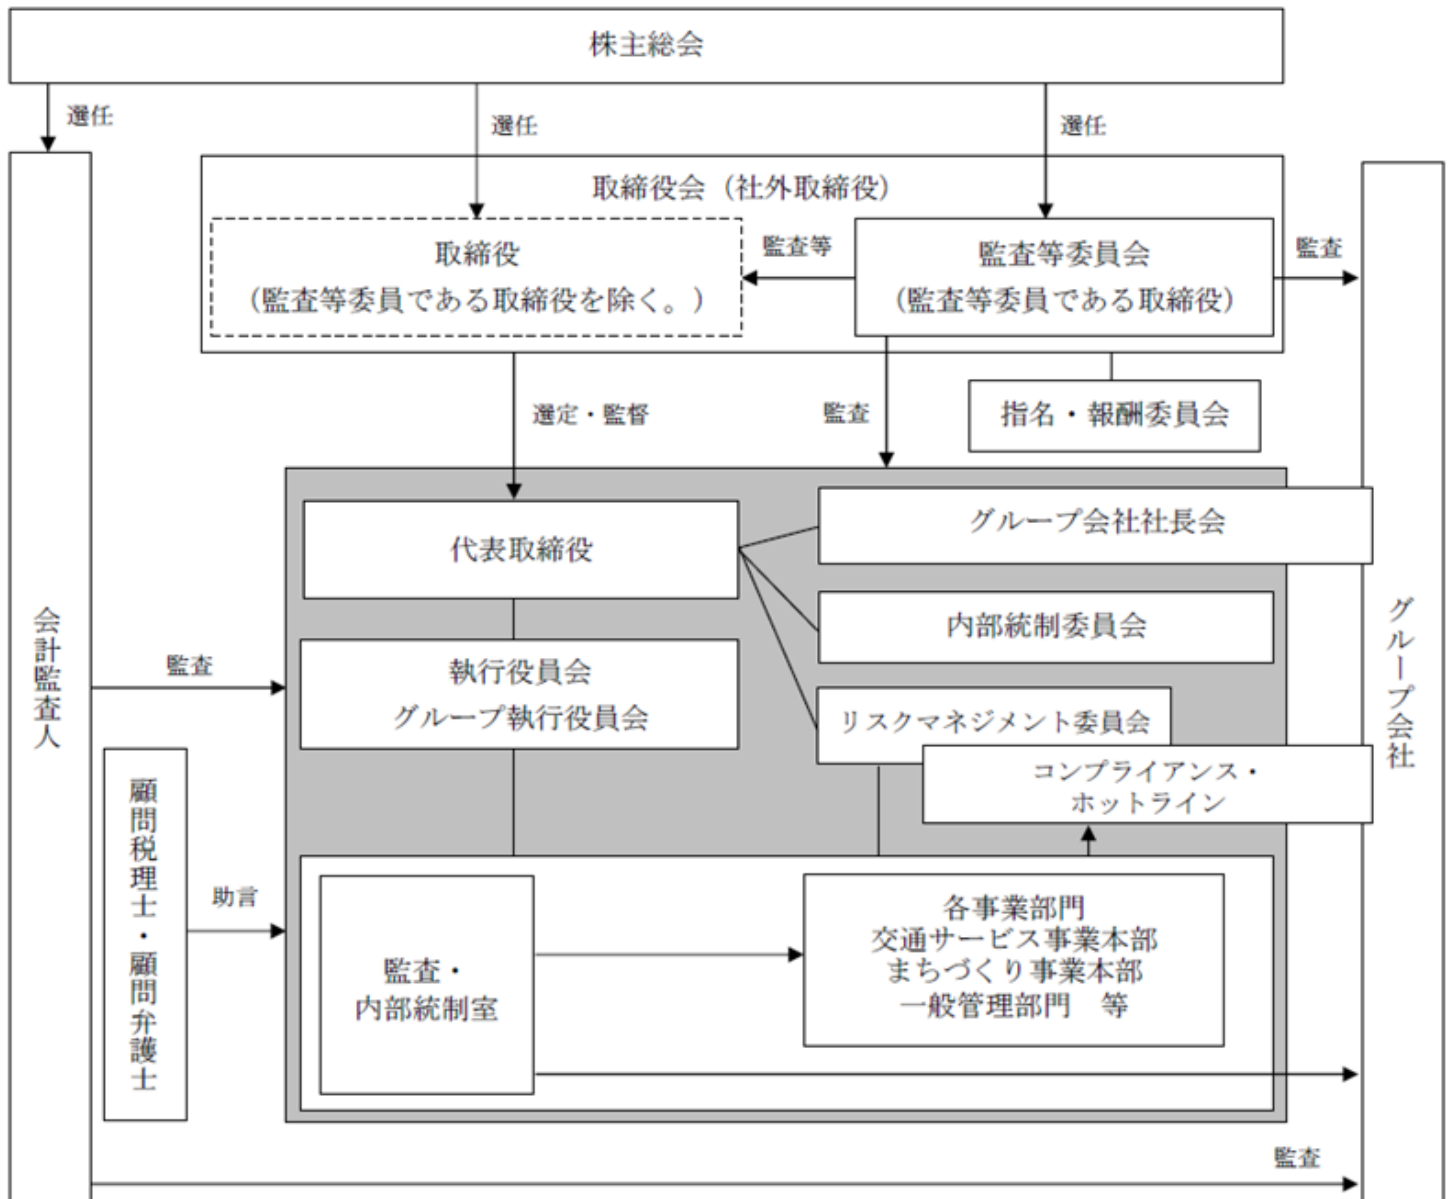 株主総会
選任
選任
選任
取締役会（社外取締役）
取締役
（監査等委員である取締役を除く。）
監査等
監査等委員会
（監査等委員である取締役）
監査
選定・監督
監査
指名・報酬委員会
代表取締役
グループ会社社長会
内部統制委員会
執行役員会
グループ執行役員会
リスクマネジメント委員会
コンプライアンス・
ホットライン
会計監査人
監査
グループ会社
顧問税理士・顧問弁護士
助言
監査・
内部統制室
各事業部門
交通サービス事業本部
まちづくり事業本部
一般管理部門　等
監査